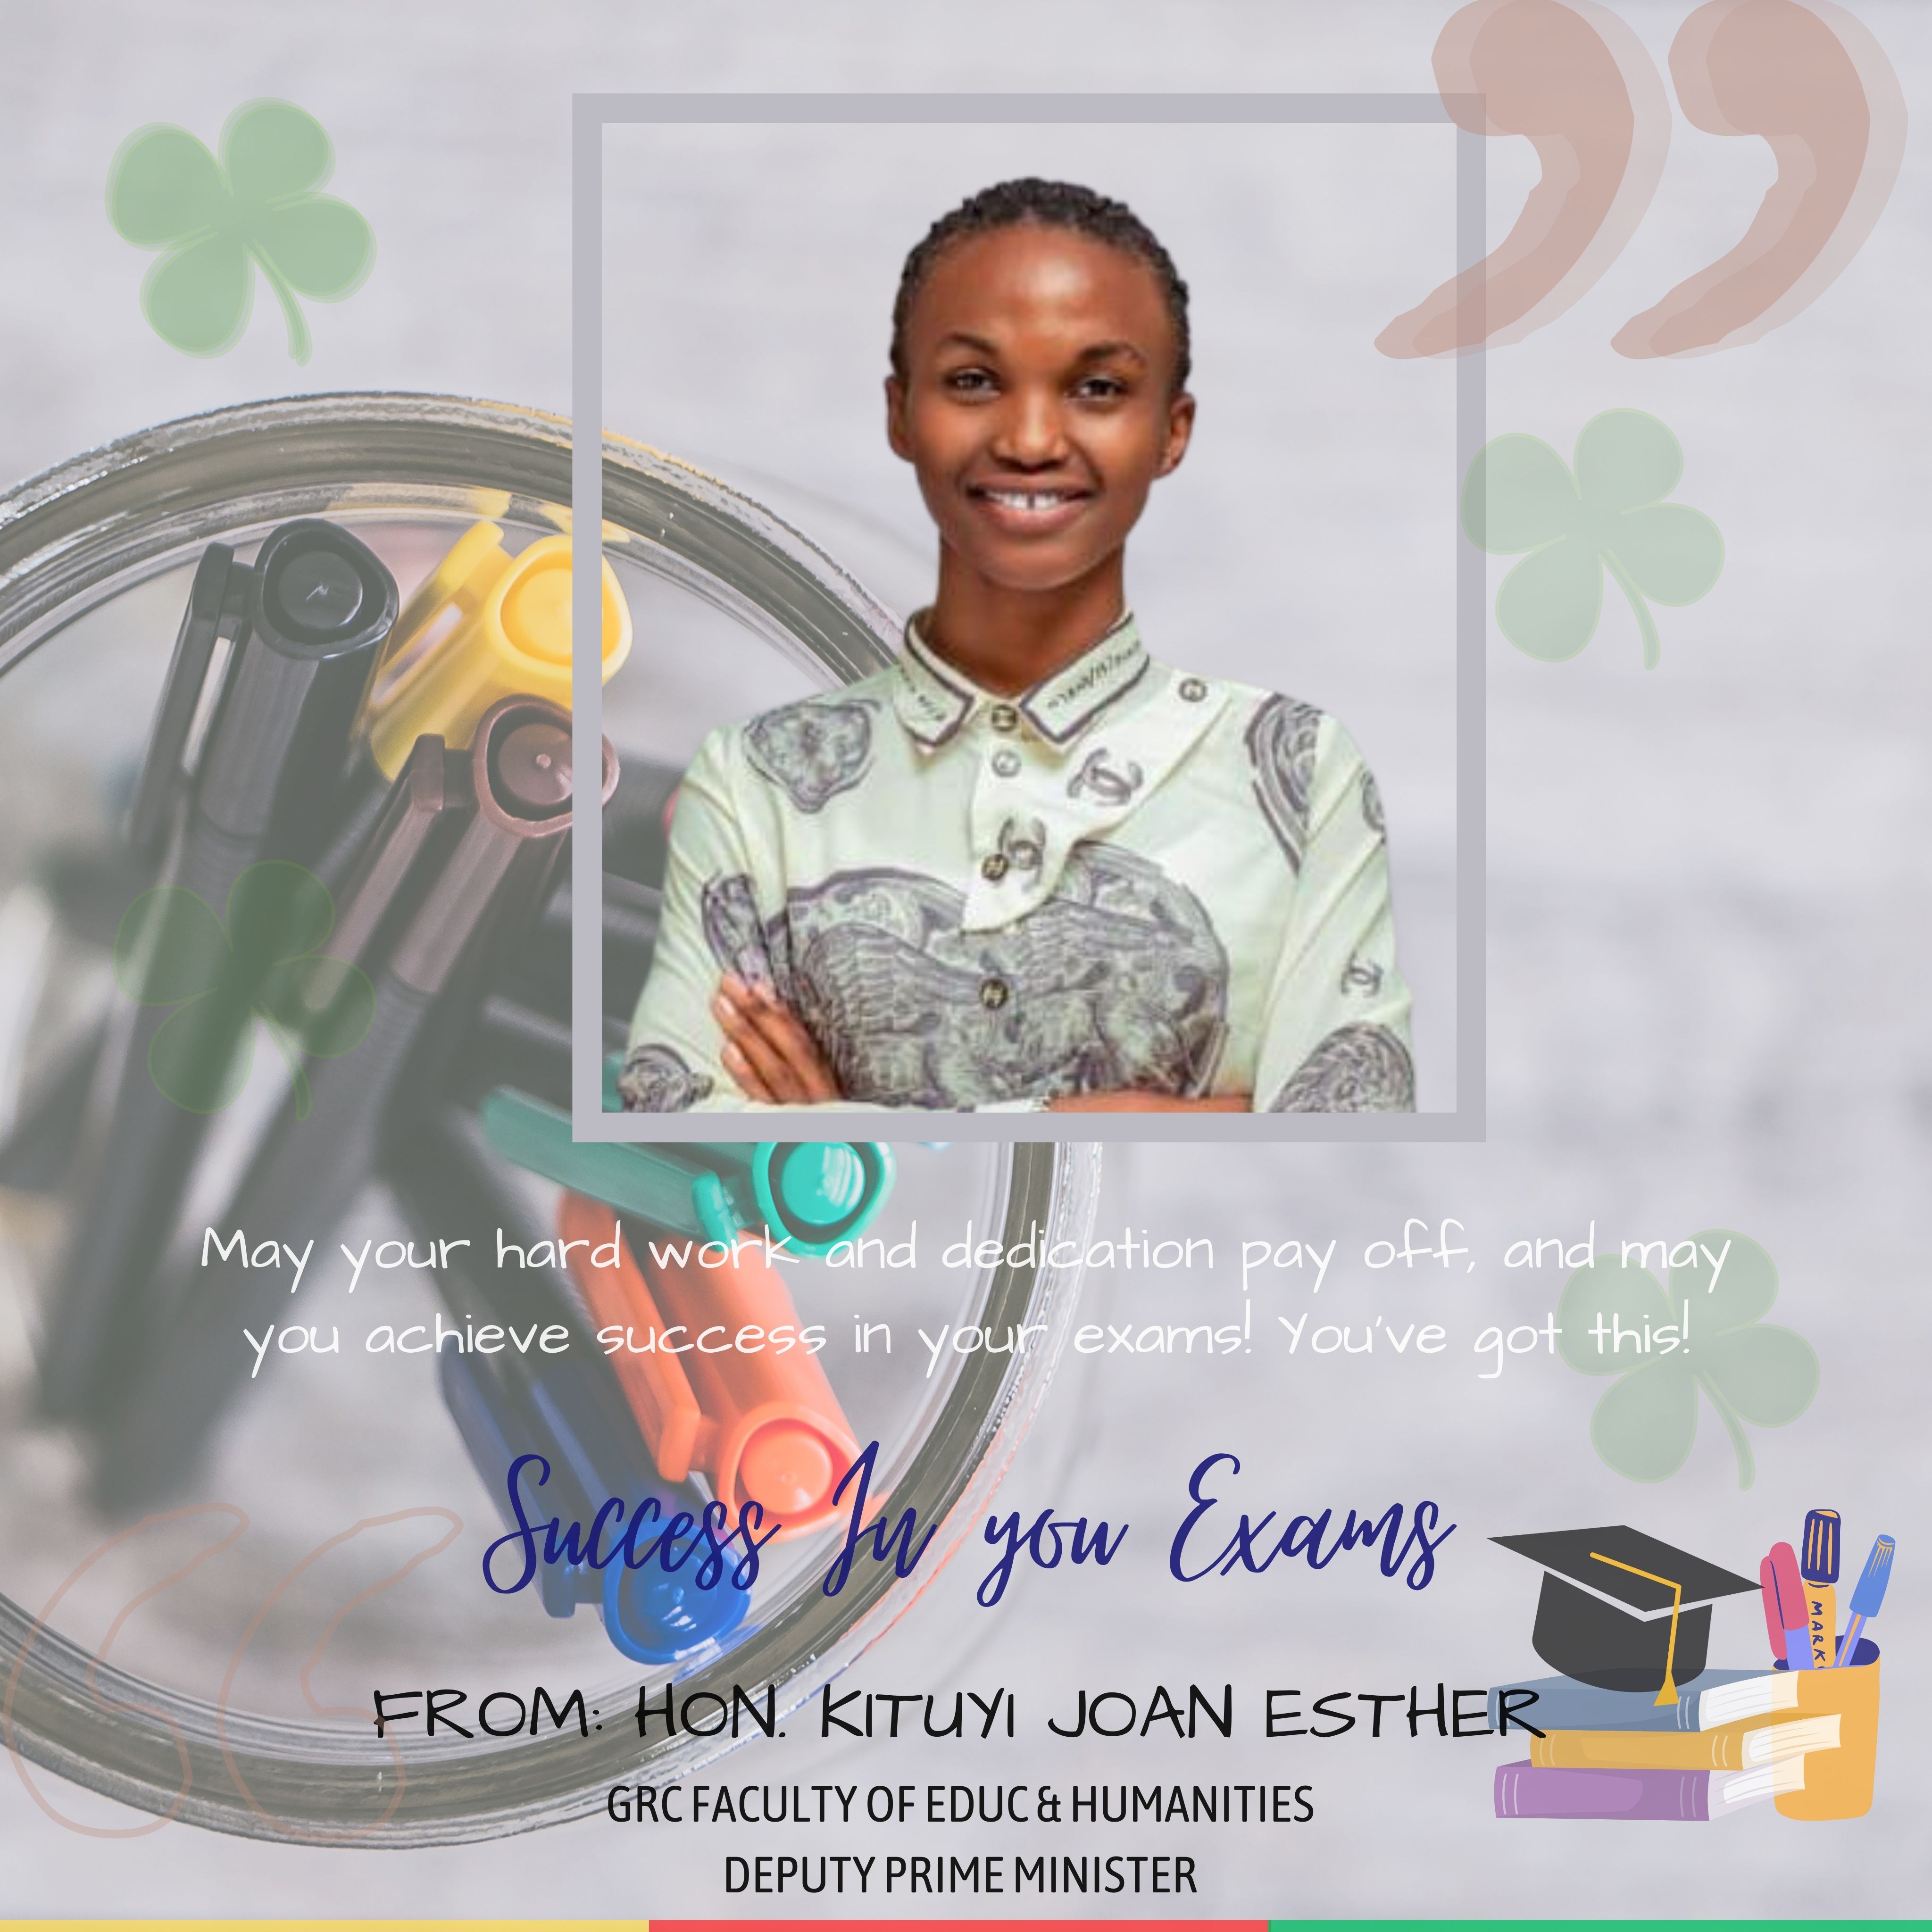 May your hard work and dedication pay off, and may
you achieve success in your exams! You've got this!
Success In you Exams
MARK
FROM: HON. KITUYI JOAN ESTHER
GRC FACULTY OF EDUC & HUMANITIES
DEPUTY PRIME MINISTER